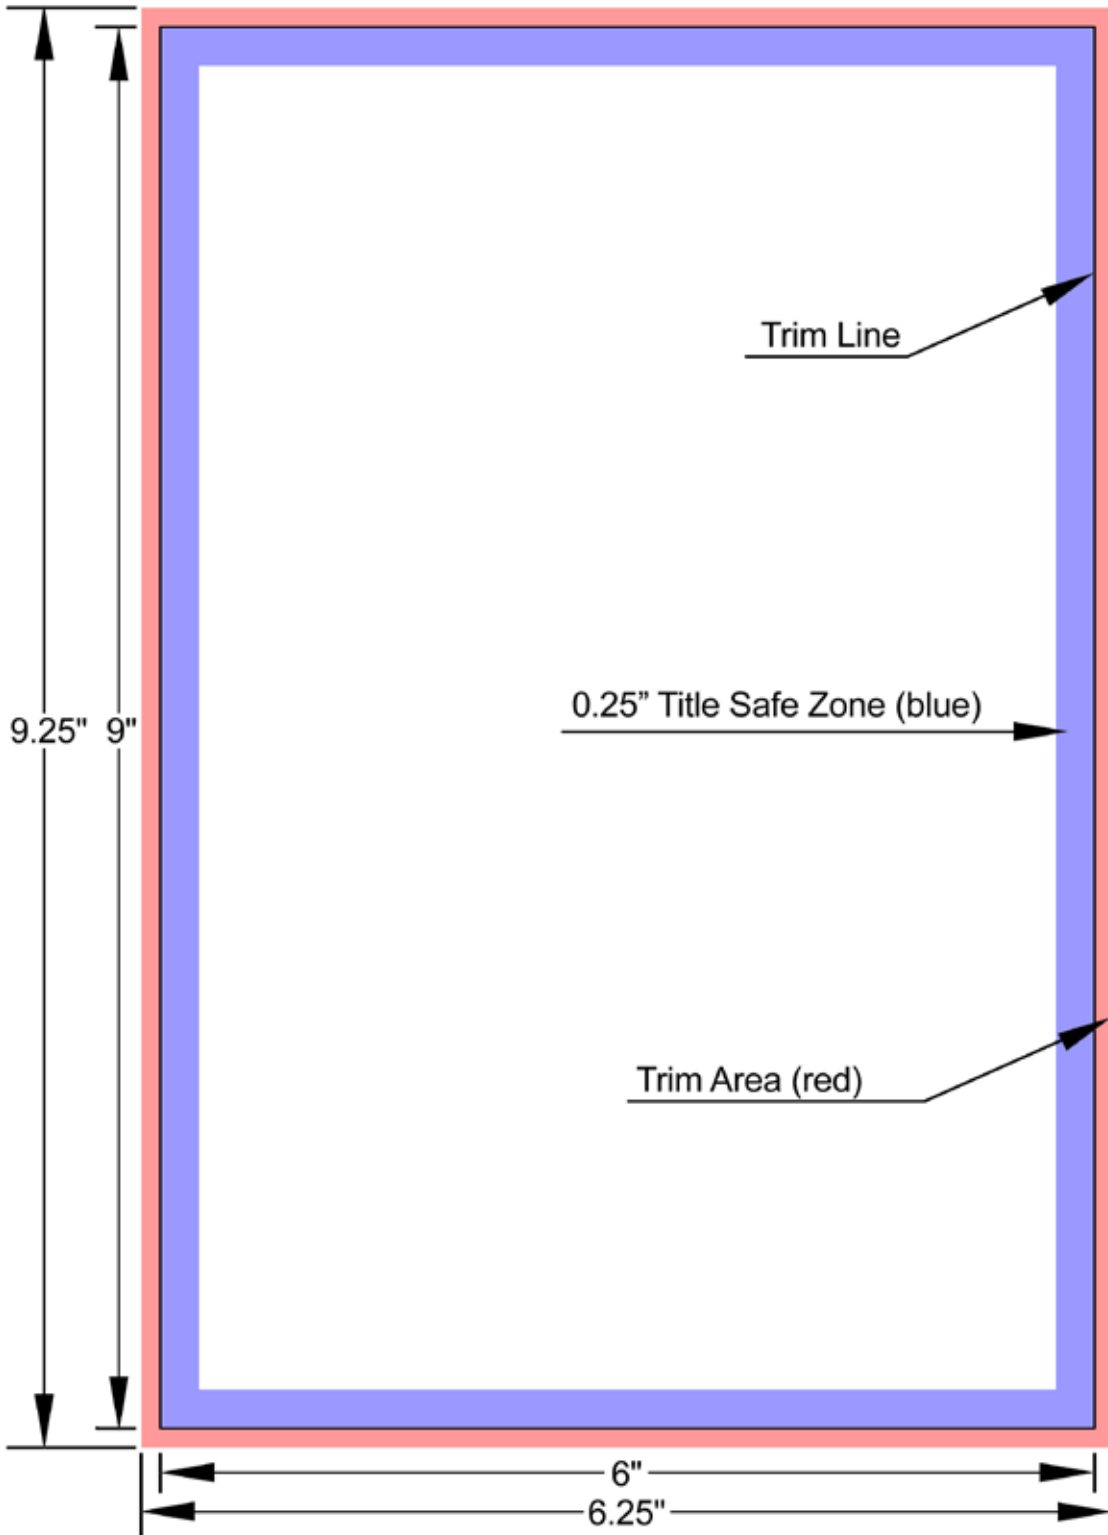 Trim Line
0.25” Title Safe Zone (blue)
9.25" 9"
Trim Area (red)
6"
6.25"